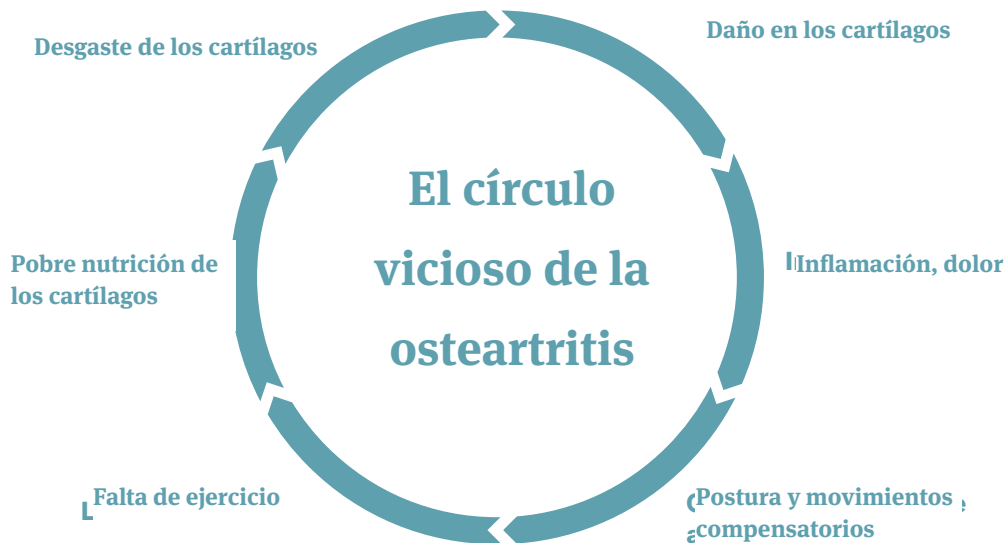 Desgaste de los cartílagos
Daño en los cartílagos
El círculo
vicioso de la
osteartritis
Pobre nutrición de
los cartílagos
Inflamación, dolor
Falta de ejercicio
Postura y movimientos
compensatorios